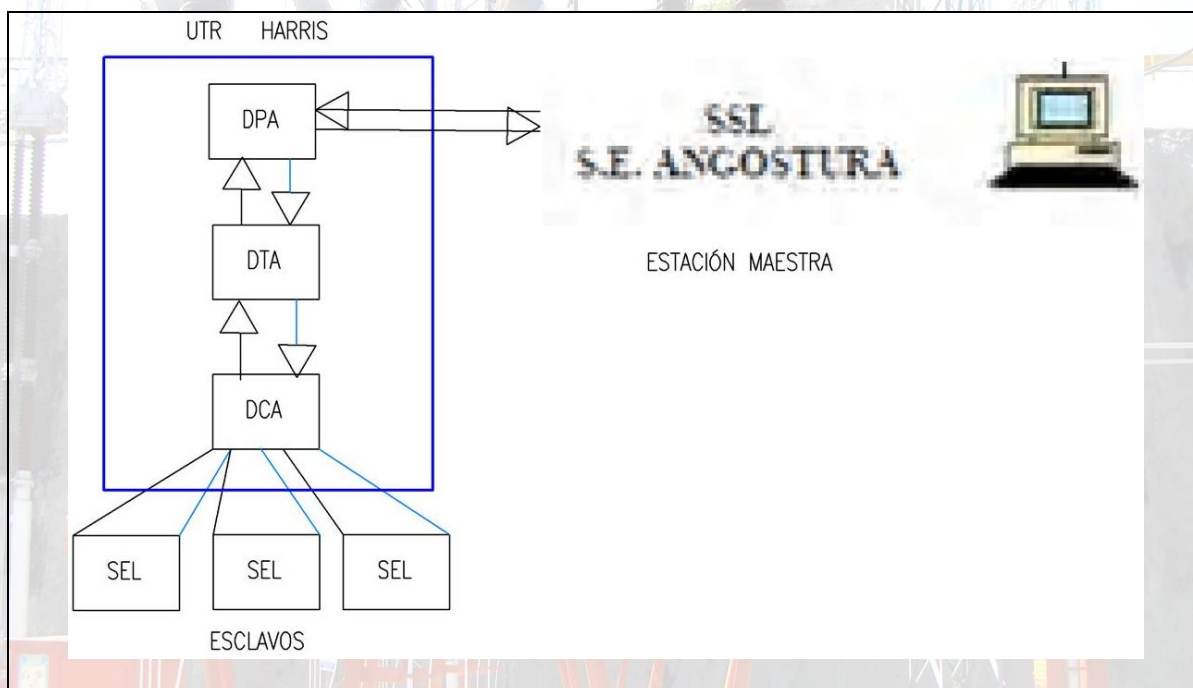 UTR HARRIS
DPA
SSL
S.E. ANGOSTURA
DTA
ESTACIÓN MAESTRA
DCA
SEL SEL SEL
ESCLAVOS